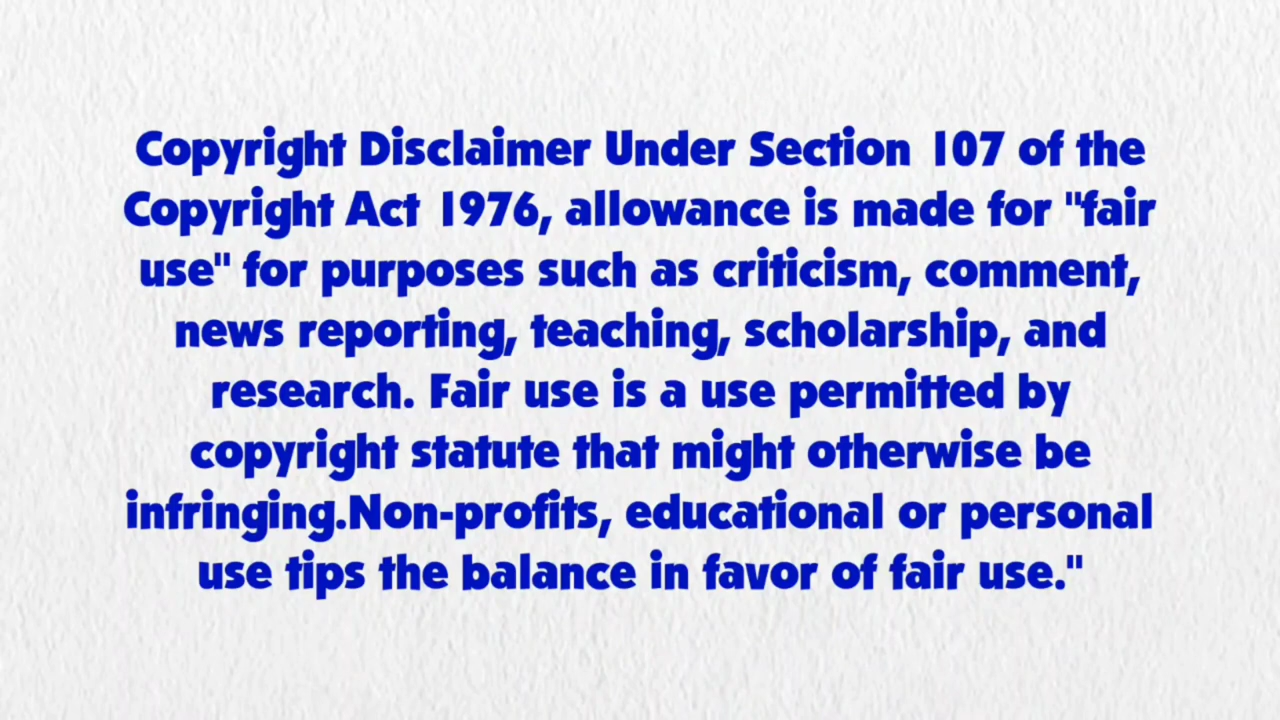 Copyright Disclaimer Under Section 107 of the
Copyright Act 1976, allowance is made for "fair
use" for purposes such as criticism, comment,
news reporting, teaching, scholarship, and
research. Fair use is a use permitted by
copyright statute that might otherwise be
infringing.Non-profits, educational or personal
use tips the balance in favor of fair use."